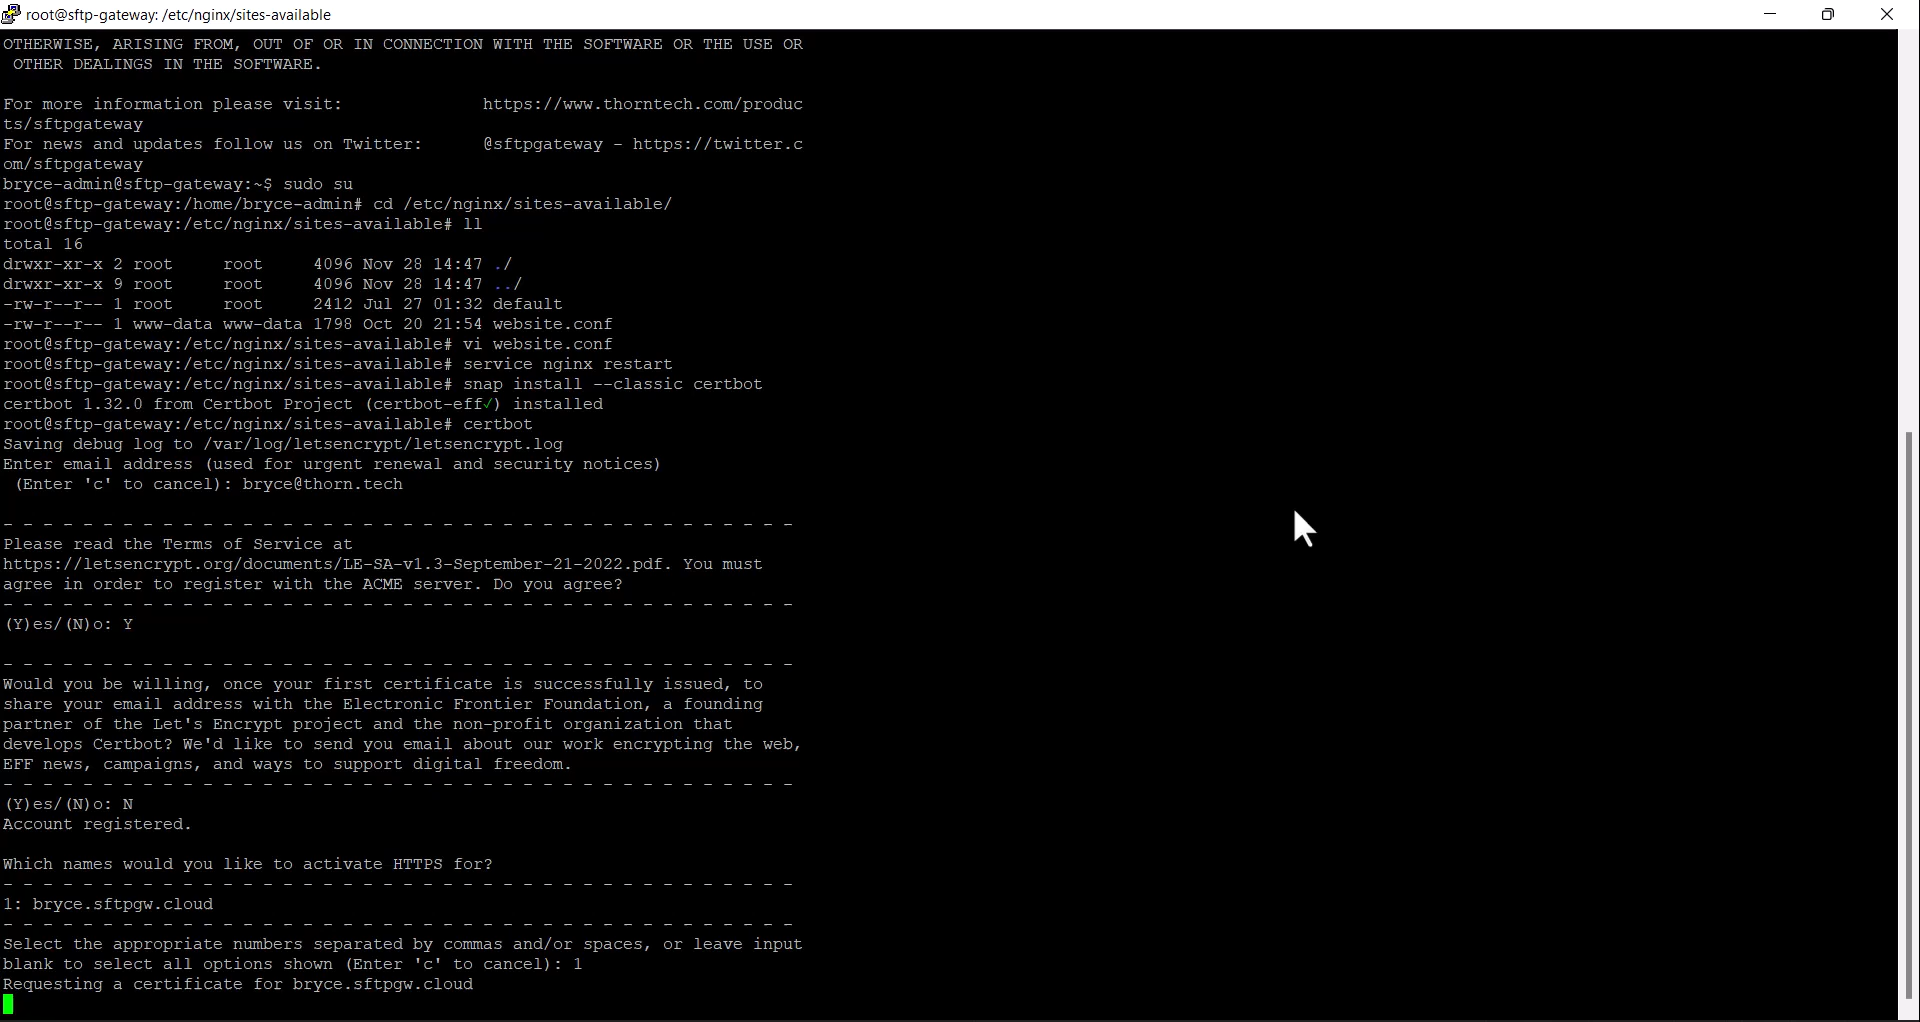 root@sftp-gateway: /etc/nginx/sites-available
OTHERWISE, ARISING FROM, OUT OF OR IN CONNECTION WITH THE SOFTWARE OR THE USE OR
OTHER DEALINGS IN THE SOFTWARE.
For more information please visit: https://www.thorntech.com/produc
ts/sftpgateway
For news and updates follow us on Twitter: @sftpgateway - https://twitter.c
om/sftpgateway
bryce-admin@sftp-gateway:~$ sudo su
root@sftp-gateway:/home/bryce-admin# cd /etc/nginx/sites-available/
root@sftp-gateway:/etc/nginx/sites-available# ll
total 16
drwxr-xr-x 2 root root 4096 Nov 28 14:47 ./
drwxr-xr-x 9 root root 4096 Nov 28 14:47 ../
-rw-r--r-- 1 root root 2412 Jul 27 01:32 default
-rw-r--r-- 1 www-data www-data 1798 Oct 20 21:54 website.conf
root@sftp-gateway:/etc/nginx/sites-available# vi website.conf
root@sftp-gateway:/etc/nginx/sites-available# service nginx restart
root@sftp-gateway:/etc/nginx/sites-available# snap install --classic certbot
certbot 1.32.0 from Certbot Project (certbot-eff✓) installed
root@sftp-gateway:/etc/nginx/sites-available# certbot
Saving debug log to /var/log/letsencrypt/letsencrypt.log
Enter email address (used for urgent renewal and security notices)
(Enter 'c' to cancel): bryce@thorn.tech
- - - - - - - - - - - - - - - - - - - - - - - - - - - - - - - - - - - - - - - -
Please read the Terms of Service at
https://letsencrypt.org/documents/LE-SA-v1.3-September-21-2022.pdf. You must
agree in order to register with the ACME server. Do you agree?
- - - - - - - - - - - - - - - - - - - - - - - - - - - - - - - - - - - - - - - -
(Y)es/(N)o: Y
- - - - - - - - - - - - - - - - - - - - - - - - - - - - - - - - - - - - - - - -
Would you be willing, once your first certificate is successfully issued, to
share your email address with the Electronic Frontier Foundation, a founding
partner of the Let's Encrypt project and the non-profit organization that
develops Certbot? We'd like to send you email about our work encrypting the web,
EFF news, campaigns, and ways to support digital freedom.
- - - - - - - - - - - - - - - - - - - - - - - - - - - - - - - - - - - - - - - -
(Y)es/(N)o: N
Account registered.
Which names would you like to activate HTTPS for?
- - - - - - - - - - - - - - - - - - - - - - - - - - - - - - - - - - - - - - - -
1: bryce.sftpgw.cloud
- - - - - - - - - - - - - - - - - - - - - - - - - - - - - - - - - - - - - - - -
Select the appropriate numbers separated by commas and/or spaces, or leave input
blank to select all options shown (Enter 'c' to cancel): 1
Requesting a certificate for bryce.sftpgw.cloud